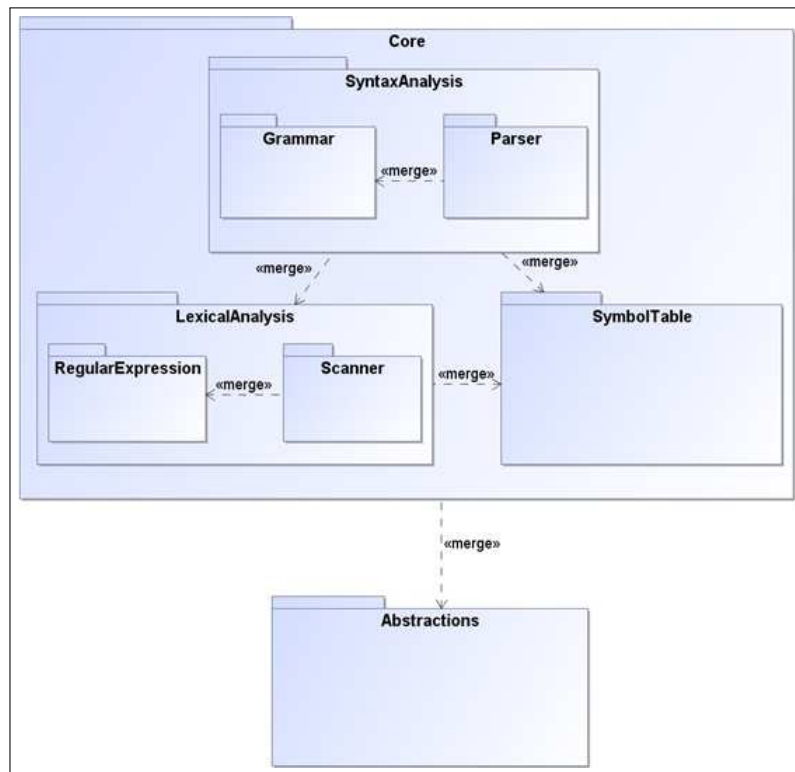 Core
SyntaxAnalysis
Grammar
Parser
«merge»
«merge»
«merge»
LexicalAnalysis
SymbolTable
RegularExpression
Scanner
«merge»
«merge»
«merge»
Abstractions